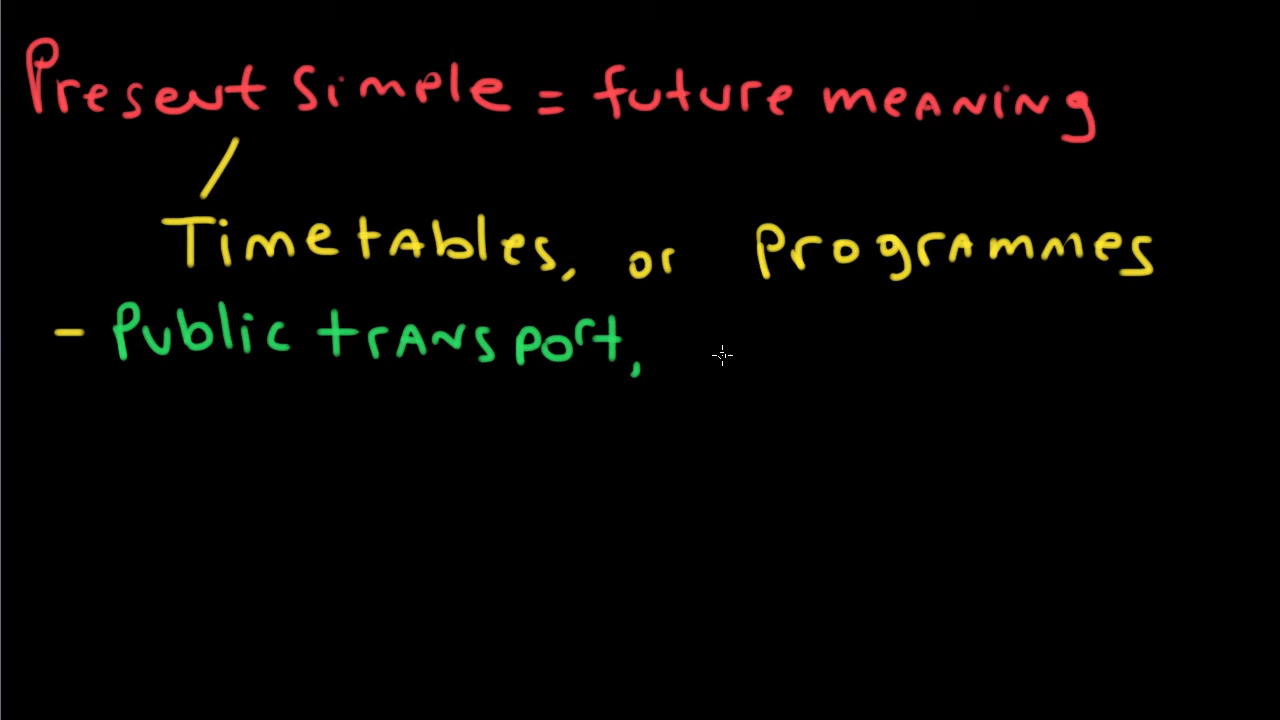 Present simple = future meaning
Timetables, or programmes
- Public transport,